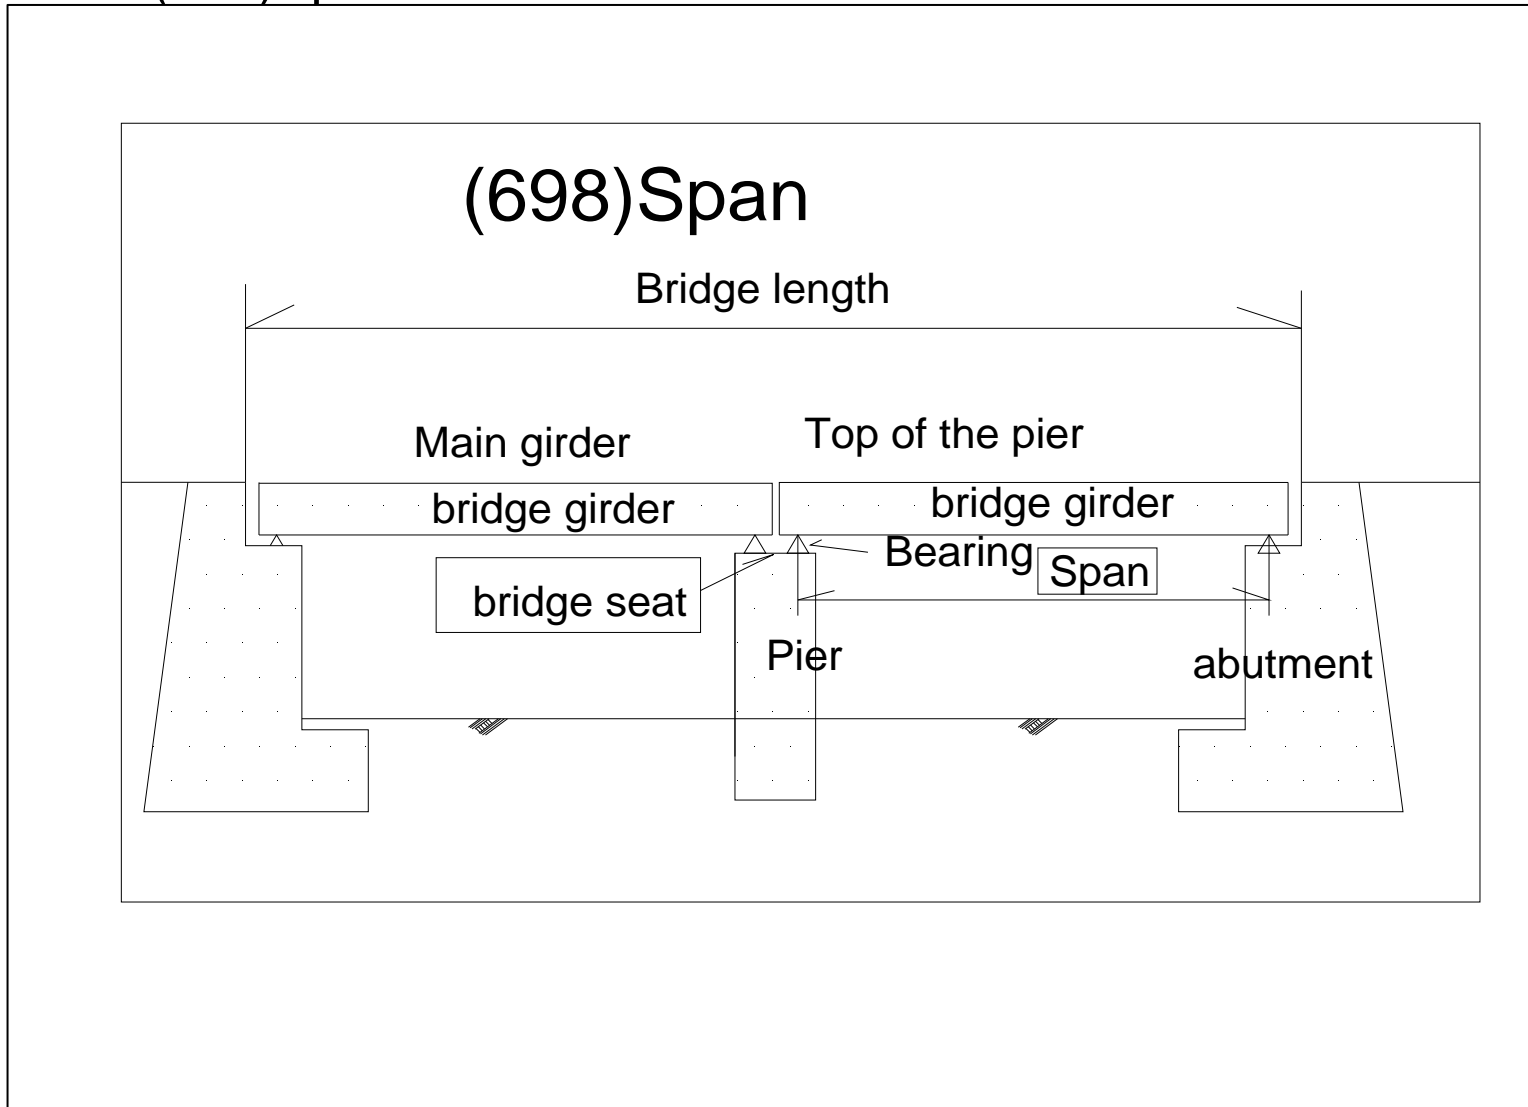 (698)Span
Bridge length
Main girder
Top of the pier
bridge girder
bridge girder
Bearing
Span
bridge seat
Pier
abutment